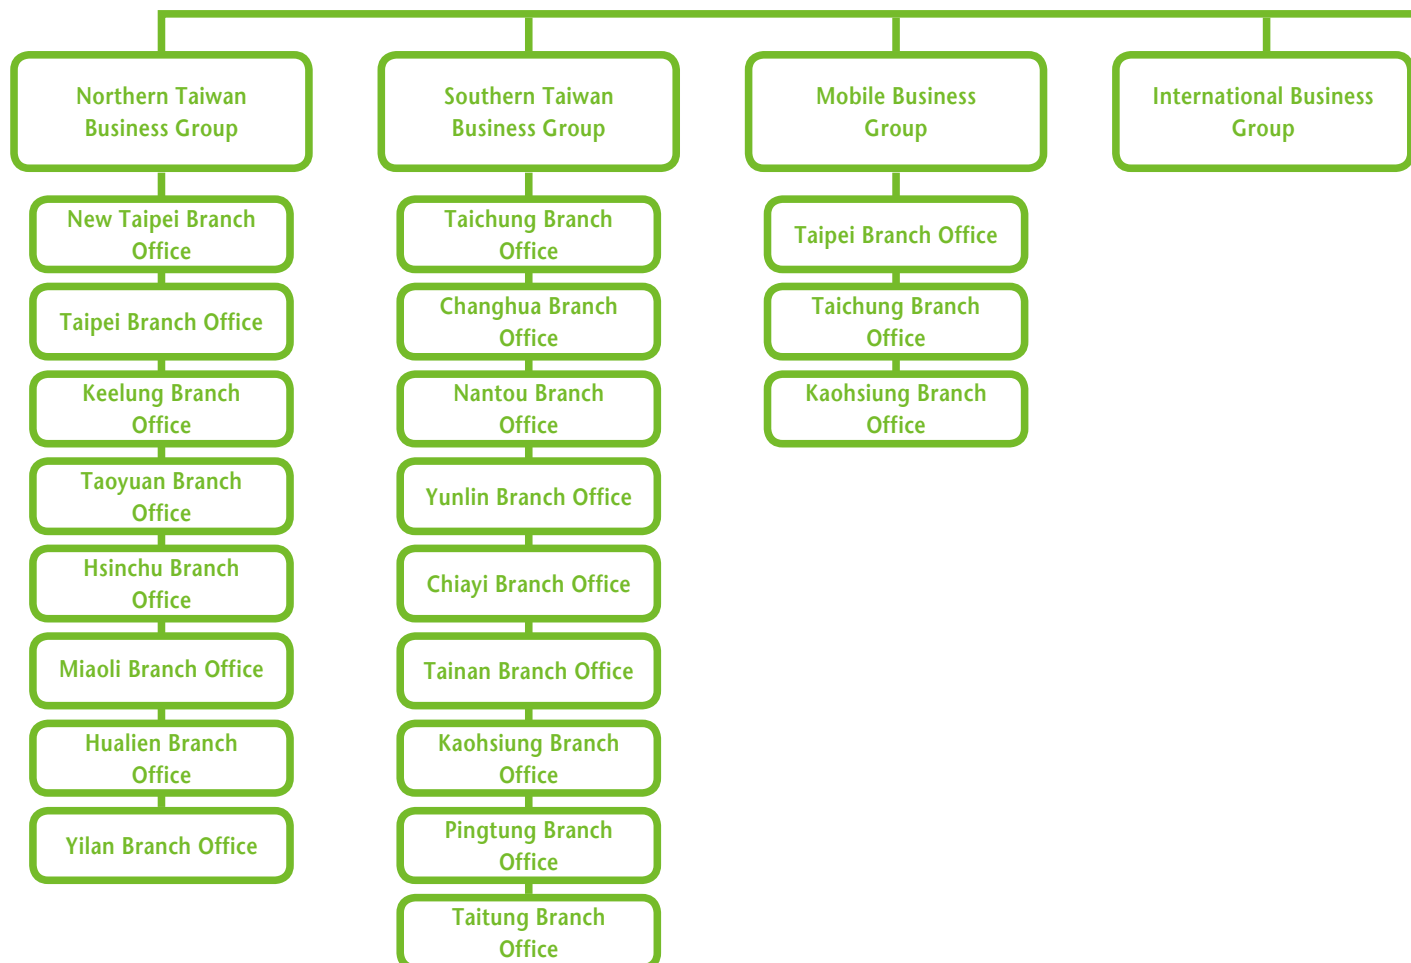 Northern Taiwan
Business Group
New Taipei Branch
Office
Taipei Branch Office
Keelung Branch
Office
Taoyuan Branch
Office
Hsinchu Branch
Office
Miaoli Branch Office
Hualien Branch
Office
Yilan Branch Office
Southern Taiwan
Business Group
Taichung Branch
Office
Changhua Branch
Office
Nantou Branch
Office
Yunlin Branch Office
Chiayi Branch Office
Tainan Branch Office
Kaohsiung Branch
Office
Pingtung Branch
Office
Taitung Branch
Office
Mobile Business
Group
Taipei Branch Office
Taichung Branch
Office
Kaohsiung Branch
Office
International Business
Group